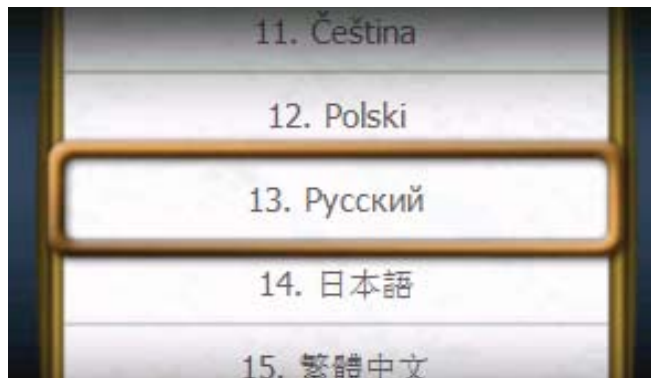 11. Čeština
12. Polski
13. Русский
14. 日本語
15. 繁體中文